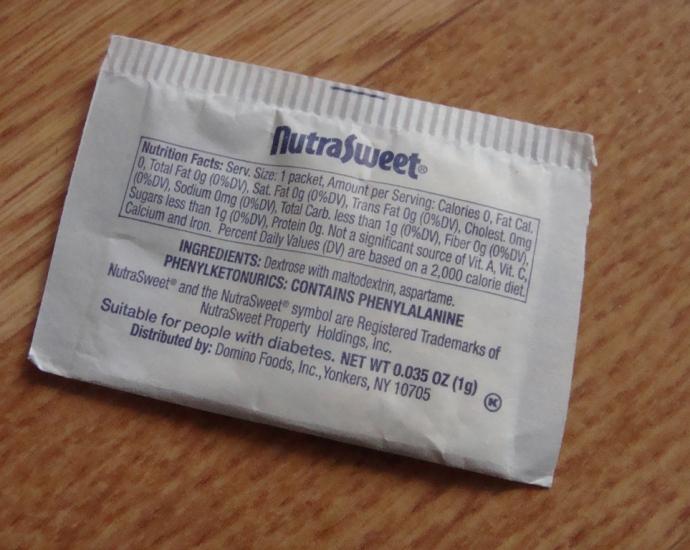 NutraSweet®
Nutrition Facts: Serv. Size: 1 packet, Amount per Serving: Calories 0, Fat Cal.
0, Total Fat 0g (0%DV), Sat. Fat 0g (0%DV), Trans Fat 0g (0%DV), Cholest. 0mg
(0%DV), Sodium 0mg (0%DV), Total Carb. less than 1g (0%DV), Fiber 0g (0%DV),
Sugars less than 1g (0%DV), Protein 0g. Not a significant source of Vit. A, Vit. C,
Calcium and Iron. Percent Daily Values (DV) are based on a 2,000 calorie diet.
INGREDIENTS: Dextrose with maltodextrin, aspartame.
PHENYLKETONURICS: CONTAINS PHENYLALANINE
NutraSweet® and the NutraSweet® symbol are Registered Trademarks of
NutraSweet Property Holdings, Inc.
Suitable for people with diabetes. NET WT 0.035 OZ (1g)
Distributed by: Domino Foods, Inc., Yonkers, NY 10705
K